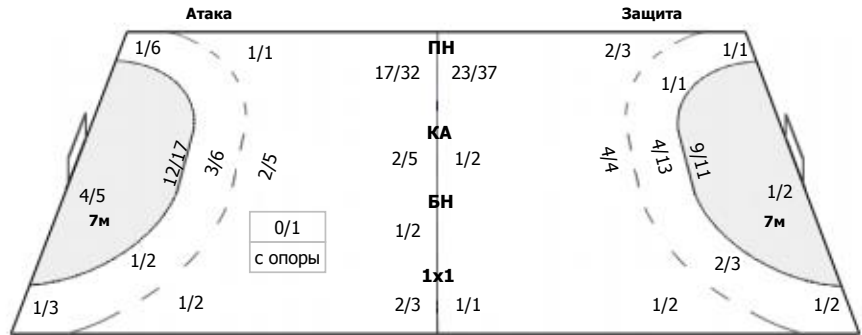 Атака Защита
1/6 1/1 ПН 2/3 1/1
17/32 23/37
1/1
КА
12/17 3/6 2/5 2/5 1/2 4/4 4/13 9/11
4/5 1/2
7м БН 7м
0/1 1/2
с опоры
1/2 2/3
1x1
1/3 1/2 2/3 1/1 1/2 1/2